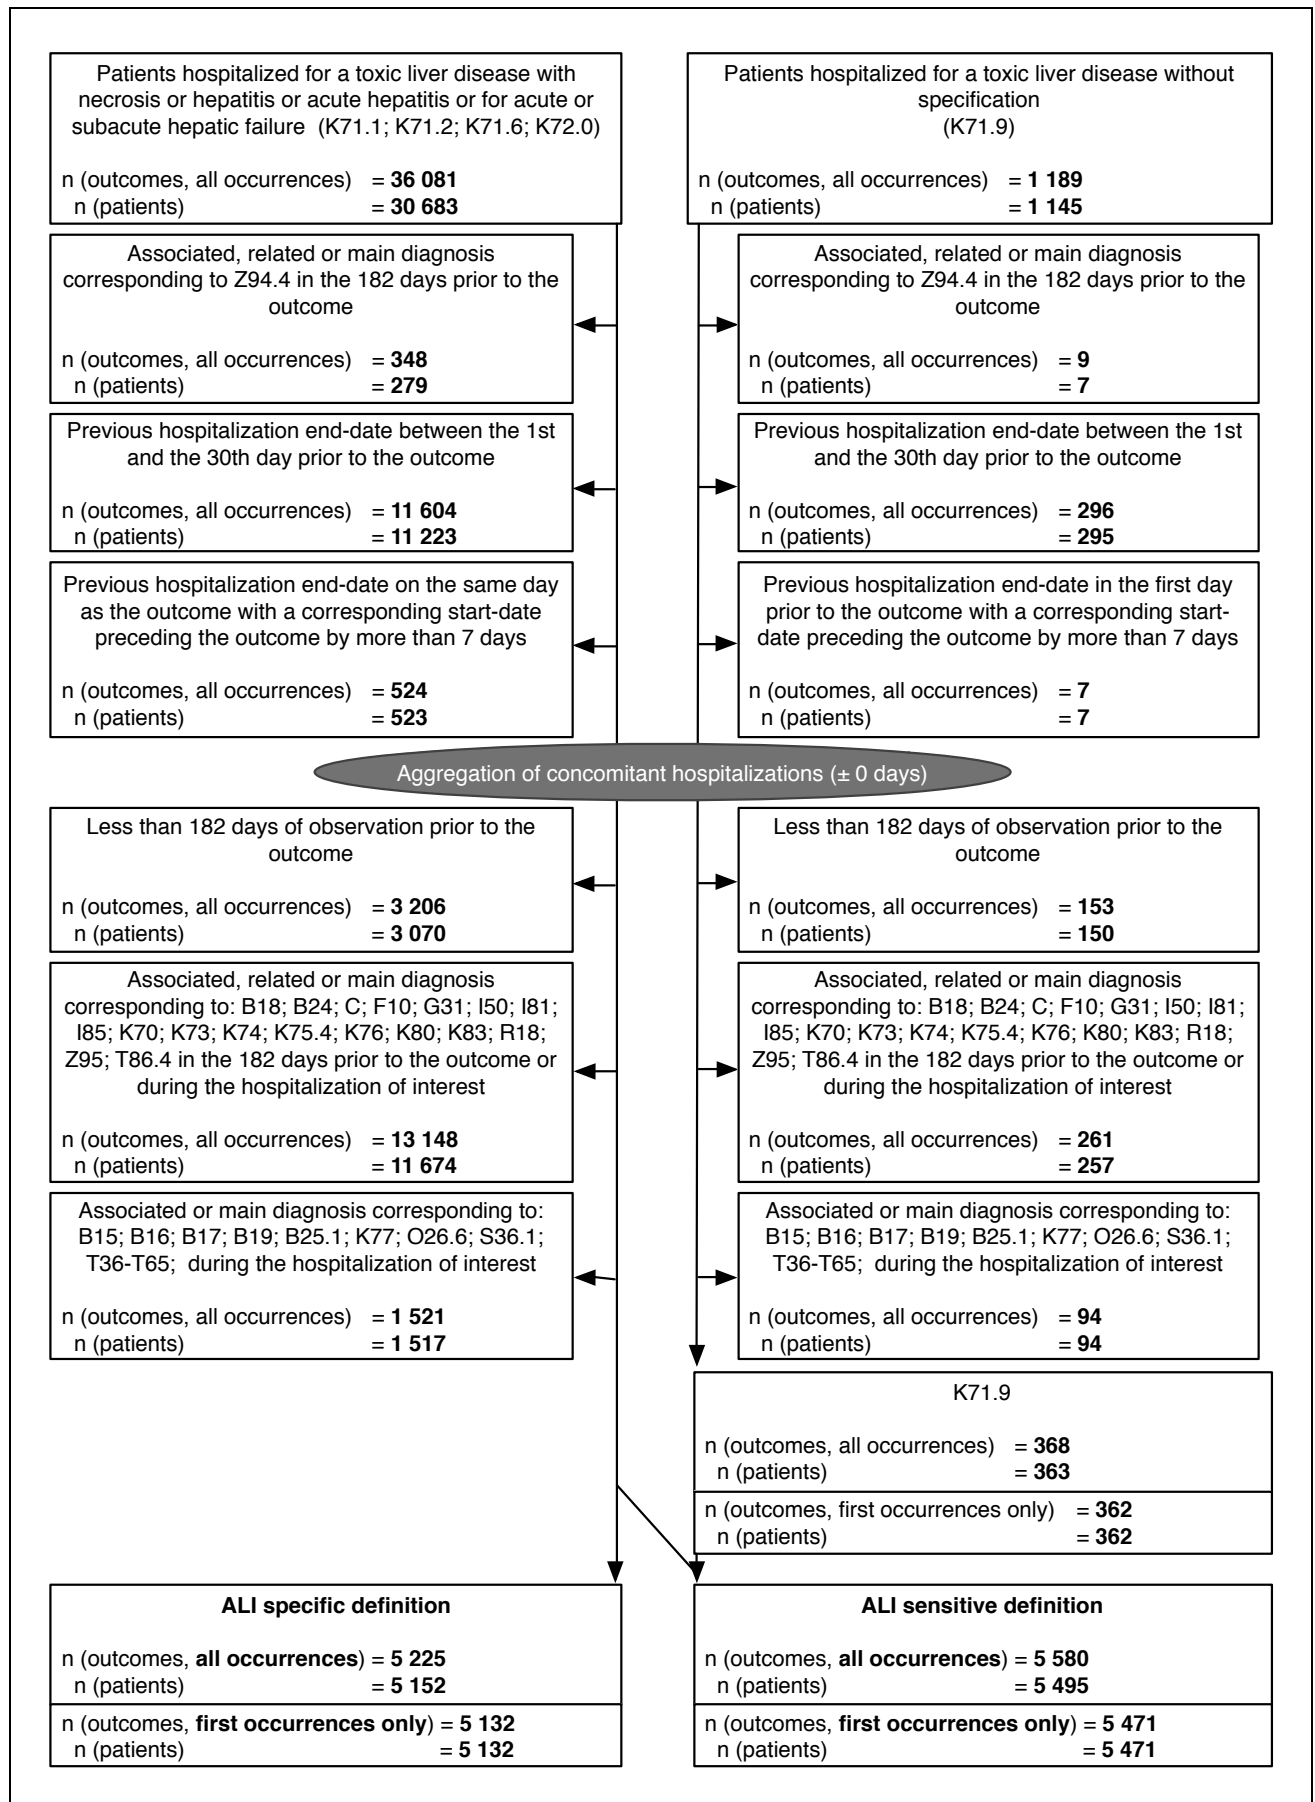 Patients hospitalized for a toxic liver disease with
necrosis or hepatitis or acute hepatitis or for acute or
subacute hepatic failure (K71.1; K71.2; K71.6; K72.0)
n (outcomes, all occurrences) = 36 081
n (patients) = 30 683
Patients hospitalized for a toxic liver disease without
specification
(K71.9)
n (outcomes, all occurrences) = 1 189
n (patients) = 1 145
Associated, related or main diagnosis
corresponding to Z94.4 in the 182 days prior to the
outcome
n (outcomes, all occurrences) = 348
n (patients) = 279
Associated, related or main diagnosis
corresponding to Z94.4 in the 182 days prior to the
outcome
n (outcomes, all occurrences) = 9
n (patients) = 7
Previous hospitalization end-date between the 1st
and the 30th day prior to the outcome
n (outcomes, all occurrences) = 11 604
n (patients) = 11 223
Previous hospitalization end-date between the 1st
and the 30th day prior to the outcome
n (outcomes, all occurrences) = 296
n (patients) = 295
Previous hospitalization end-date on the same day
as the outcome with a corresponding start-date
preceding the outcome by more than 7 days
n (outcomes, all occurrences) = 524
n (patients) = 523
Previous hospitalization end-date in the first day
prior to the outcome with a corresponding start-
date preceding the outcome by more than 7 days
n (outcomes, all occurrences) = 7
n (patients) = 7
Aggregation of concomitant hospitalizations (± 0 days)
Less than 182 days of observation prior to the
outcome
n (outcomes, all occurrences) = 3 206
n (patients) = 3 070
Less than 182 days of observation prior to the
outcome
n (outcomes, all occurrences) = 153
n (patients) = 150
Associated, related or main diagnosis
corresponding to: B18; B24; C; F10; G31; I50; I81;
I85; K70; K73; K74; K75.4; K76; K80; K83; R18;
Z95; T86.4 in the 182 days prior to the outcome or
during the hospitalization of interest
n (outcomes, all occurrences) = 13 148
n (patients) = 11 674
Associated, related or main diagnosis
corresponding to: B18; B24; C; F10; G31; I50; I81;
I85; K70; K73; K74; K75.4; K76; K80; K83; R18;
Z95; T86.4 in the 182 days prior to the outcome or
during the hospitalization of interest
n (outcomes, all occurrences) = 261
n (patients) = 257
Associated or main diagnosis corresponding to:
B15; B16; B17; B19; B25.1; K77; O26.6; S36.1;
T36-T65; during the hospitalization of interest
n (outcomes, all occurrences) = 1 521
n (patients) = 1 517
Associated or main diagnosis corresponding to:
B15; B16; B17; B19; B25.1; K77; O26.6; S36.1;
T36-T65; during the hospitalization of interest
n (outcomes, all occurrences) = 94
n (patients) = 94
K71.9
n (outcomes, all occurrences) = 368
n (patients) = 363
n (outcomes, first occurrences only) = 362
n (patients) = 362
ALI specific definition
n (outcomes, all occurrences) = 5 225
n (patients) = 5 152
n (outcomes, first occurrences only) = 5 132
n (patients) = 5 132
ALI sensitive definition
n (outcomes, all occurrences) = 5 580
n (patients) = 5 495
n (outcomes, first occurrences only) = 5 471
n (patients) = 5 471